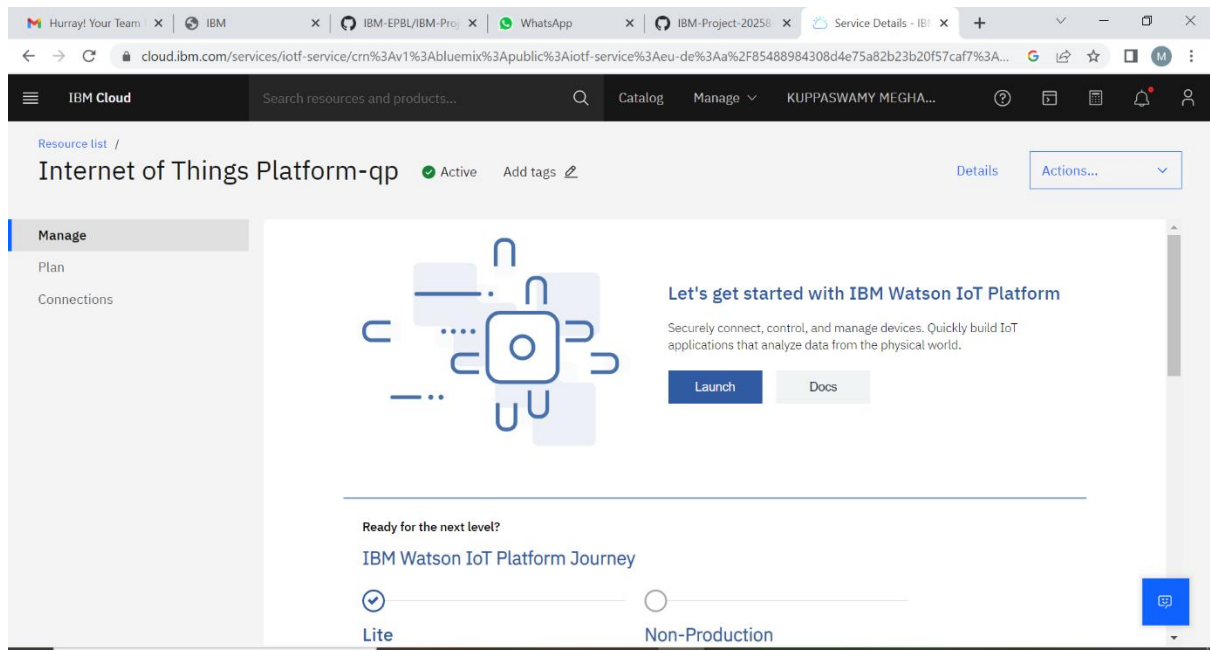 Hurray! Your Team
IBM
IBM-EPBL/IBM-Proj
WhatsApp
IBM-Project-20258
Service Details - IB
cloud.ibm.com/services/iotf-service/crn%3Av1%3Abluemix%3Apublic%3Aiotf-service%3Aeu-de%3Aa%2F85488984308d4e75a82b23b20f57caf7%3A...
G
M
IBM Cloud
Search resources and products...
Catalog
Manage
KUPPASWAMY MEGHA...
Resource list /
Internet of Things Platform-qp
Active
Add tags
Details
Actions...
Manage
Plan
Connections
Let's get started with IBM Watson IoT Platform
Securely connect, control, and manage devices. Quickly build IoT
applications that analyze data from the physical world.
Launch
Docs
Ready for the next level?
IBM Watson IoT Platform Journey
Lite
Non-Production